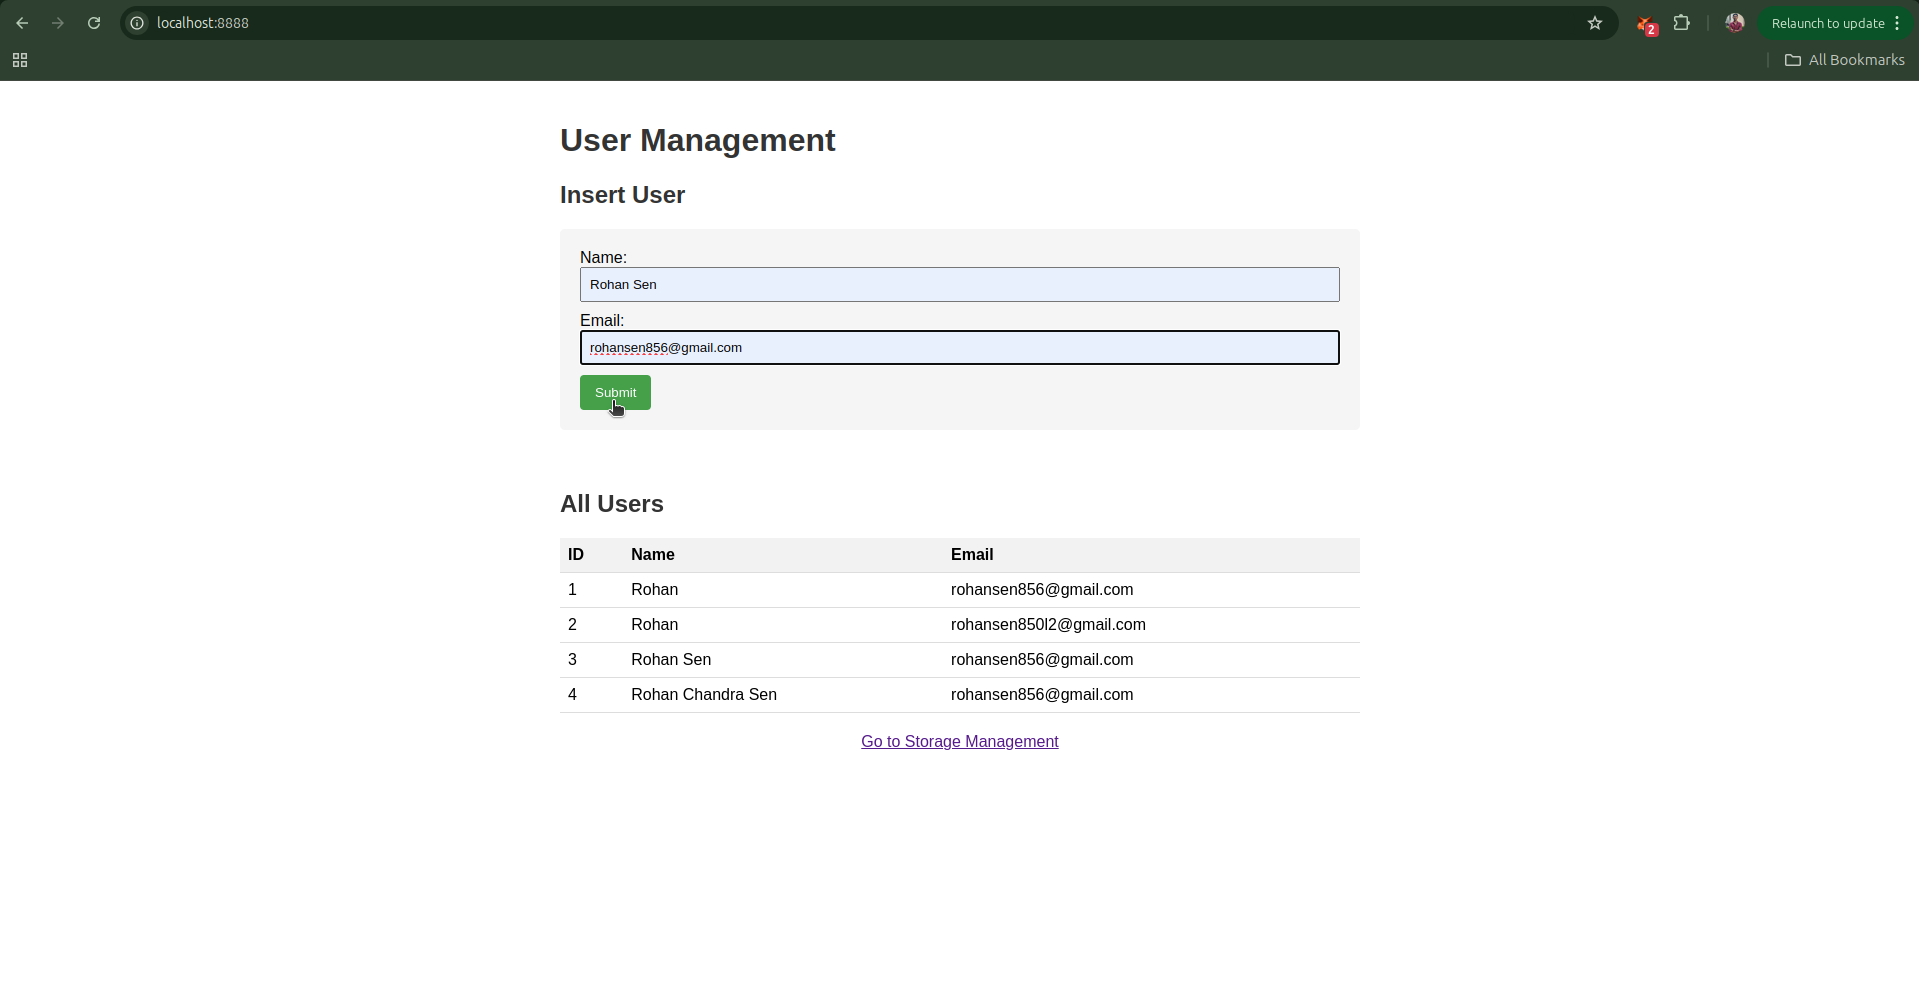 localhost:8888
2
Relaunch to update
All Bookmarks
User Management
Insert User
Name:
Rohan Sen
Email:
rohansen856@gmail.com
Submit
All Users
ID Name Email
1 Rohan rohansen856@gmail.com
2 Rohan rohansen850l2@gmail.com
3 Rohan Sen rohansen856@gmail.com
4 Rohan Chandra Sen rohansen856@gmail.com
Go to Storage Management